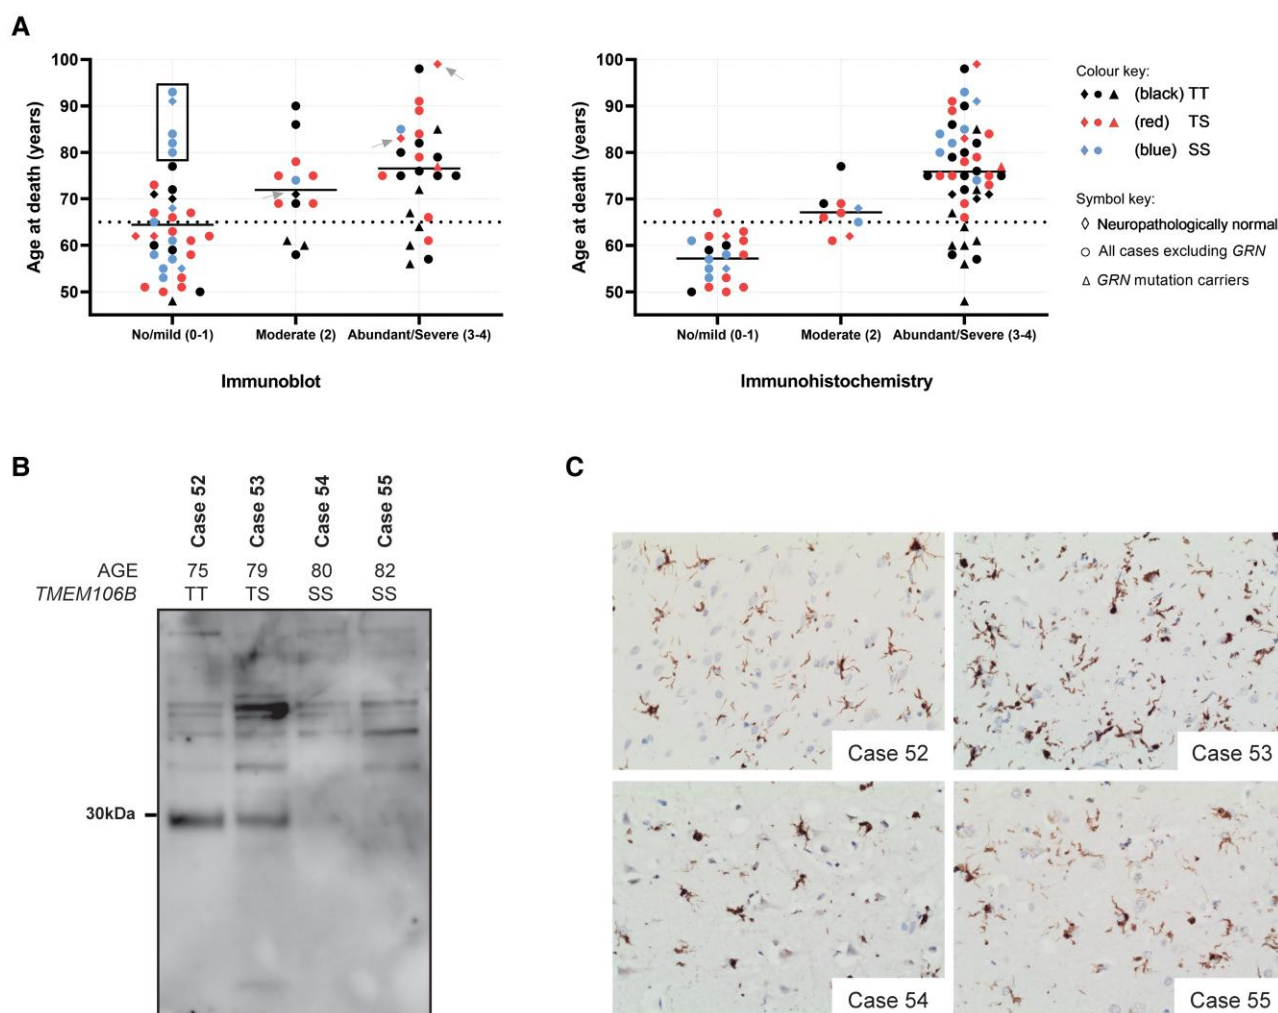 A
Age at death (years)
100
90
80
70
60
50
No/mild (0-1) Moderate (2) Abundant/Severe (3-4)
Immunoblot
Age at death (years)
100
90
80
70
60
50
No/mild (0-1) Moderate (2) Abundant/Severe (3-4)
Immunohistochemistry
Colour key:
(black) TT
(red) TS
(blue) SS
Symbol key:
Neuropathologically normal
All cases excluding GRN
GRN mutation carriers
B
Case 52 Case 53 Case 54 Case 55
AGE 75 79 80 82
TMEM106B TT TS SS SS
30kDa
C
Case 52
Case 53
Case 54
Case 55